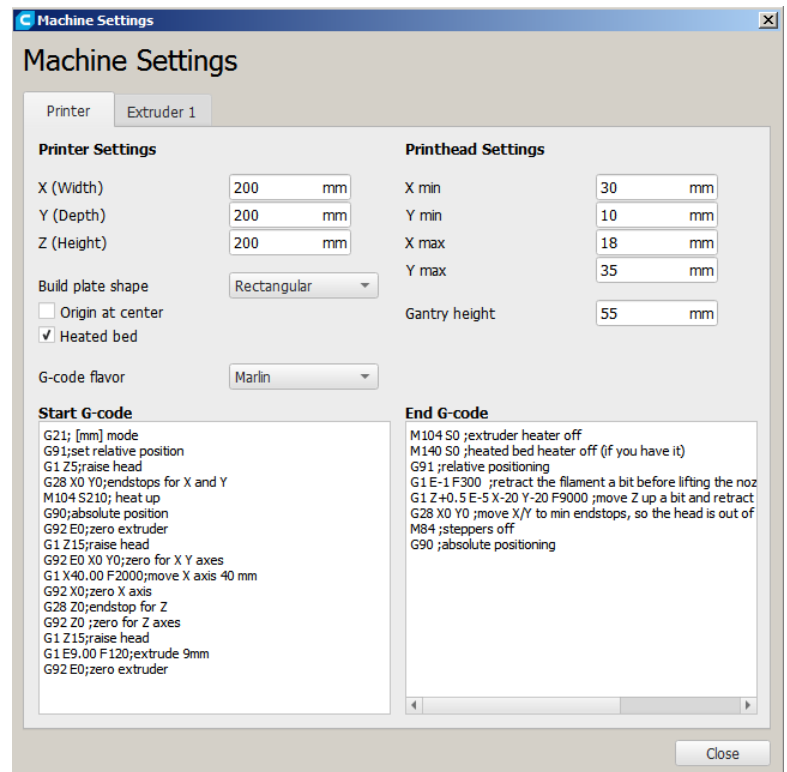 Machine Settings
Machine Settings
Printer
Extruder 1
Printer Settings
X (Width) 200 mm
Y (Depth) 200 mm
Z (Height) 200 mm
Build plate shape Rectangular
Origin at center
Heated bed
G-code flavor Marlin
Printhead Settings
X min 30 mm
Y min 10 mm
X max 18 mm
Y max 35 mm
Gantry height 55 mm
Start G-code
G21; [mm] mode
G91;set relative position
G1 Z5;raise head
G28 X0 Y0;endstops for X and Y
M104 S210; heat up
G90;absolute position
G92 E0;zero extruder
G1 Z15;raise head
G92 E0 X0 Y0;zero for X Y axes
G1 X40.00 F2000;move X axis 40 mm
G92 X0;zero X axis
G28 Z0;endstop for Z
G92 Z0 ;zero for Z axes
G1 Z15;raise head
G1 E9.00 F120;extrude 9mm
G92 E0;zero extruder
End G-code
M104 S0 ;extruder heater off
M140 S0 ;heated bed heater off (if you have it)
G91 ;relative positioning
G1 E-1 F300  ;retract the filament a bit before lifting the noz
G1 Z+0.5 E-5 X-20 Y-20 F9000 ;move Z up a bit and retract
G28 X0 Y0 ;move X/Y to min endstops, so the head is out of
M84 ;steppers off
G90 ;absolute positioning
Close